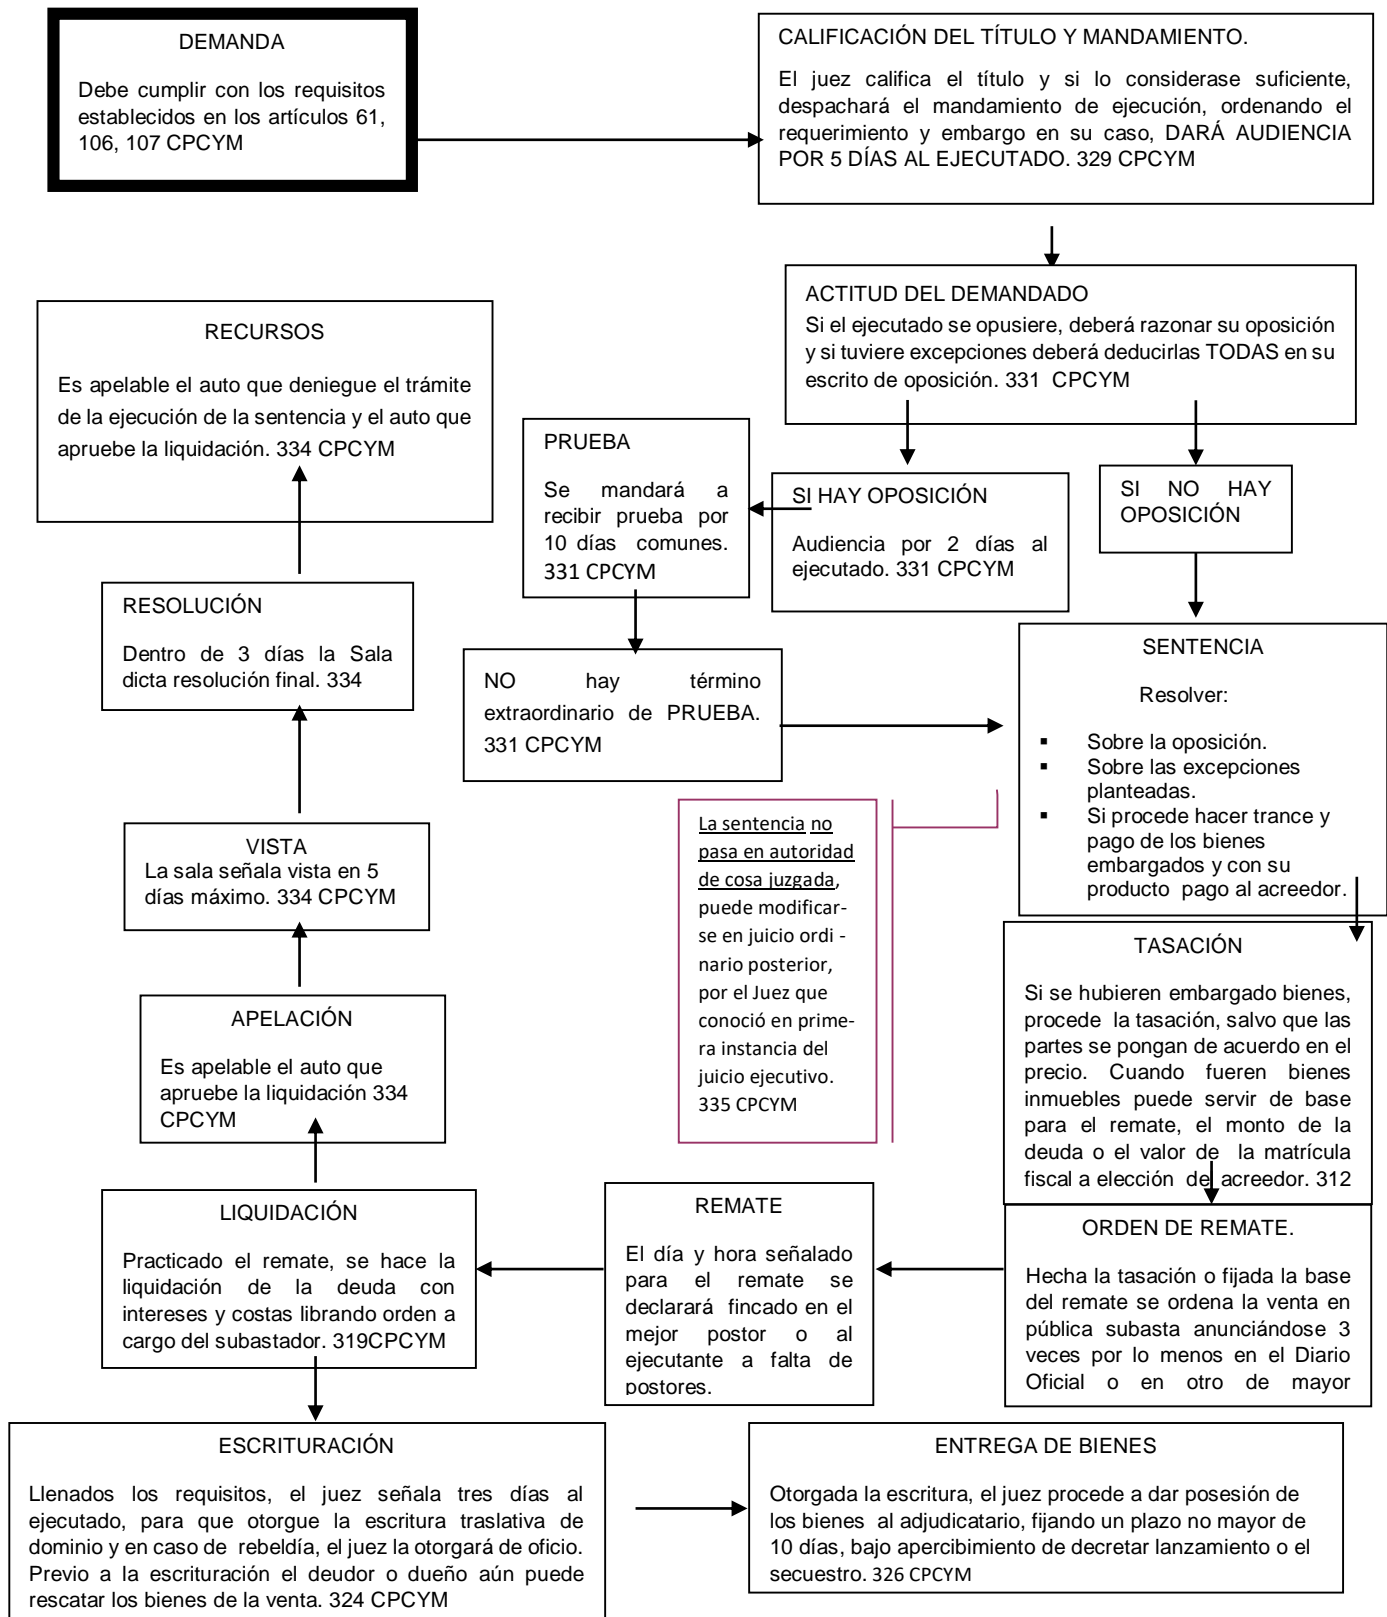 DEMANDA
Debe cumplir con los requisitos
establecidos en los artículos 61,
106, 107 CPCYM
CALIFICACIÓN DEL TÍTULO Y MANDAMIENTO.
El juez califica el título y si lo considerase suficiente,
despachará el mandamiento de ejecución, ordenando el
requerimiento y embargo en su caso, DARÁ AUDIENCIA
POR 5 DÍAS AL EJECUTADO. 329 CPCYM
ACTITUD DEL DEMANDADO
Si el ejecutado se opusiere, deberá razonar su oposición
y si tuviere excepciones deberá deducirlas TODAS en su
escrito de oposición. 331 CPCYM
SI HAY OPOSICIÓN
Audiencia por 2 días al
ejecutado. 331 CPCYM
SI NO HAY
OPOSICIÓN
PRUEBA
Se mandará a
recibir prueba por
10 días comunes.
331 CPCYM
NO hay término
extraordinario de PRUEBA.
331 CPCYM
SENTENCIA
Resolver:
▪ Sobre la oposición.
▪ Sobre las excepciones
planteadas.
▪ Si procede hacer trance y
pago de los bienes
embargados y con su
producto pago al acreedor.
La sentencia no
pasa en autoridad
de cosa juzgada,
puede modificar-
se en juicio ordi -
nario posterior,
por el Juez que
conoció en prime-
ra instancia del
juicio ejecutivo.
335 CPCYM
TASACIÓN
Si se hubieren embargado bienes,
procede la tasación, salvo que las
partes se pongan de acuerdo en el
precio. Cuando fueren bienes
inmuebles puede servir de base
para el remate, el monto de la
deuda o el valor de la matrícula
fiscal a elección de acreedor. 312
ORDEN DE REMATE.
Hecha la tasación o fijada la base
del remate se ordena la venta en
pública subasta anunciándose 3
veces por lo menos en el Diario
Oficial o en otro de mayor
REMATE
El día y hora señalado
para el remate se
declarará fincado en el
mejor postor o al
ejecutante a falta de
postores.
LIQUIDACIÓN
Practicado el remate, se hace la
liquidación de la deuda con
intereses y costas librando orden a
cargo del subastador. 319CPCYM
APELACIÓN
Es apelable el auto que
apruebe la liquidación 334
CPCYM
VISTA
La sala señala vista en 5
días máximo. 334 CPCYM
RESOLUCIÓN
Dentro de 3 días la Sala
dicta resolución final. 334
RECURSOS
Es apelable el auto que deniegue el trámite
de la ejecución de la sentencia y el auto que
apruebe la liquidación. 334 CPCYM
ESCRITURACIÓN
Llenados los requisitos, el juez señala tres días al
ejecutado, para que otorgue la escritura traslativa de
dominio y en caso de rebeldía, el juez la otorgará de oficio.
Previo a la escrituración el deudor o dueño aún puede
rescatar los bienes de la venta. 324 CPCYM
ENTREGA DE BIENES
Otorgada la escritura, el juez procede a dar posesión de
los bienes al adjudicatario, fijando un plazo no mayor de
10 días, bajo apercibimiento de decretar lanzamiento o el
secuestro. 326 CPCYM